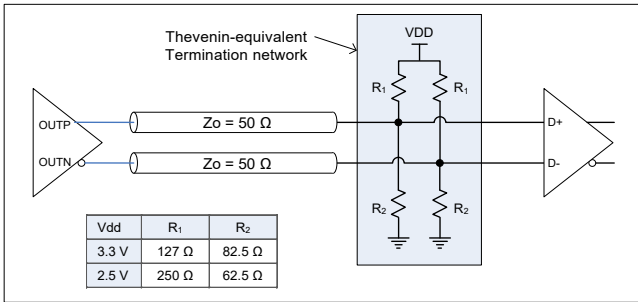 Thevenin-equivalent
Termination network
VDD
R₁
R₁
OUTP
Zo = 50 Ω
D+
OUTN
Zo = 50 Ω
D-
R₂
R₂
Vdd R₁ R₂
3.3 V 127 Ω 82.5 Ω
2.5 V 250 Ω 62.5 Ω